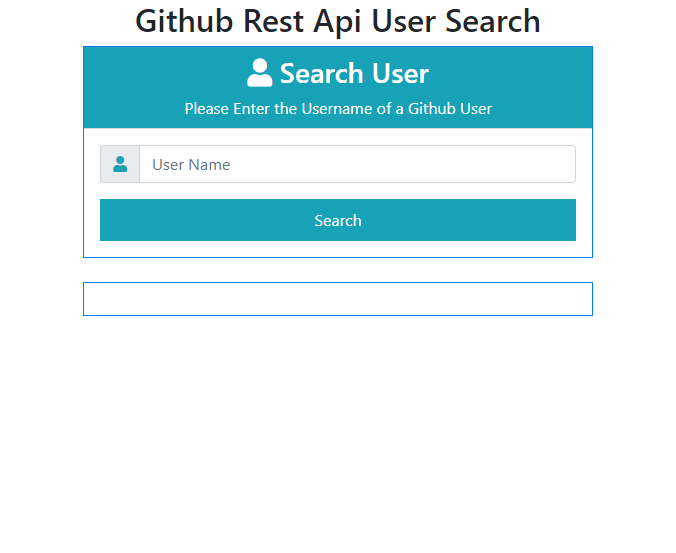 Github Rest Api User Search
Search User
Please Enter the Username of a Github User
User Name
Search